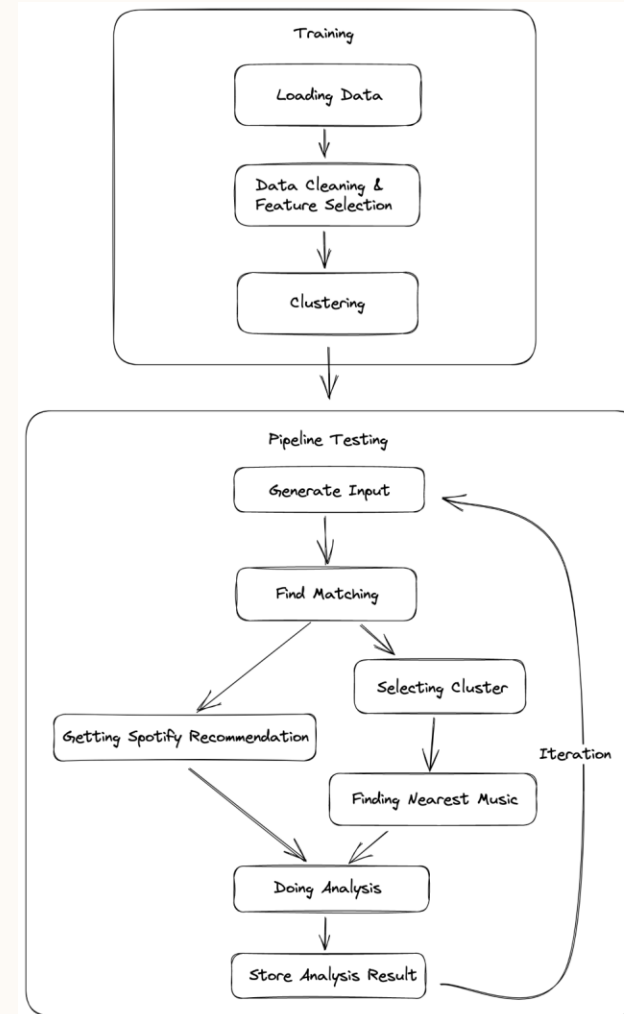 Training
Loading Data
Data Cleaning &
Feature Selection
Clustering
Pipeline Testing
Generate Input
Find Matching
Selecting Cluster
Getting Spotify Recommendation
Iteration
Finding Nearest Music
Doing Analysis
Store Analysis Result